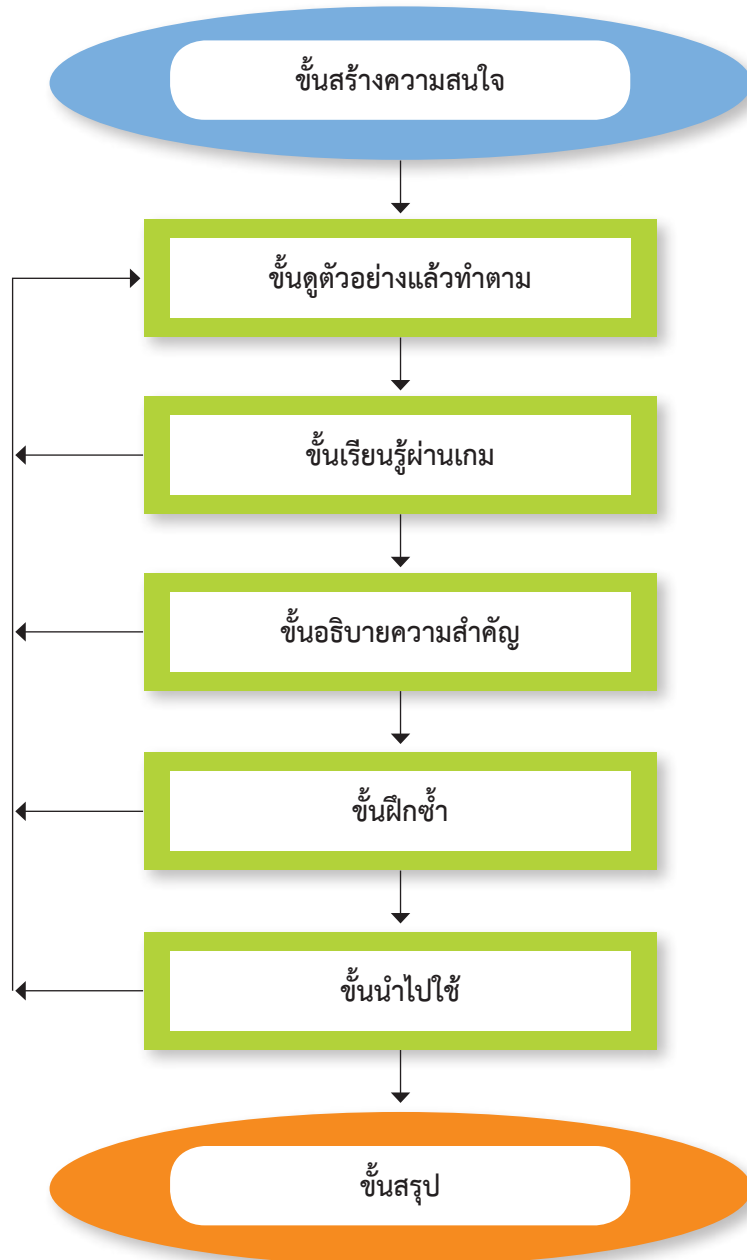 ขั้นสร้างความสนใจ
ขั้นดูตัวอย่างแล้วทำตาม
ขั้นเรียนรู้ผ่านเกม
ขั้นอธิบายความสำคัญ
ขั้นฝึกซ้ำ
ขั้นนำไปใช้
ขั้นสรุป